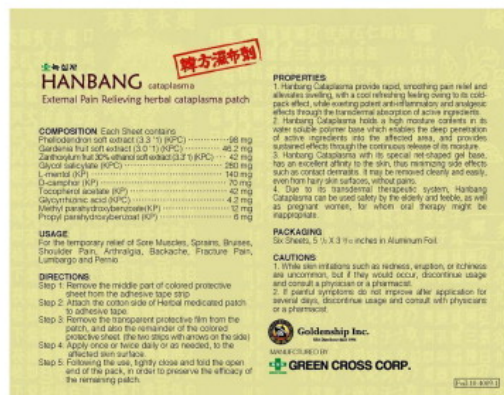 녹십자
韓方濕布劑
HANBANG cataplasma
External Pain Relieving herbal cataplasma patch
COMPOSITION: Each Sheet contains
Phellodendron soft extract (3.3˜1) (KPC) 98 mg
Gardenia fruit soft extract (3.0˜1) (KPC) 46.2 mg
Zanthoxylum fruit 30% ethanol soft extract (3.3˜1) (KPC) 42 mg
Glycol salicylate (KPC) 280 mg
L-mentol (KP) 140 mg
D-camphor (KP) 70 mg
Tocopherol acetate (KP) 42 mg
Glycyrrhizinic acid (KPC) 4.2 mg
Methyl parahydroxybenzoate(KP) 12 mg
Propyl parahydroxybenzoat (KP) 6 mg
USAGE
For the temporary relief of Sore Muscles, Sprains, Bruises,
Shoulder Pain, Arthralgia, Backache, Fracture Pain,
Lumbargo and Pernio
DIRECTIONS
Step 1: Remove the middle part of colored protective
sheet from the adhesive tape strip
Step 2: Attach the cotton side of Herbal medicated patch
to adhesive tape.
Step 3: Remove the transparent protective film from the
patch, and also the remainder of the colored
protective sheet. (the two strips with arrows on the side)
Step 4: Apply once or twice daily or as needed, to the
affected skin surface.
Step 5: Following the use, tightly close and fold the open
end of the pack, in order to preserve the efficacy of
the remaining patch.
PROPERTIES
1. Hanbang Cataplasma provide rapid, smoothing pain relief and
alleviates swelling, with a cool refreshing feeling owing to its cold-
pack effect, while exerting potent anti-inflammatory and analgesic
effects through the transdermal absorption of active ingredients.
2. Hanbang Cataplasma holds a high moisture contents in its
water soluble polymer base which enables the deep penetration
of active ingredients into the affected area, and provides
sustained effects through the continuous release of its moisture.
3. Hanbang Cataplasma with its special net-shaped gel base,
has an excellent affinity to the skin, thus minimizing side effects
such as contact dermatitis. It may be removed cleanly and easily,
even from hairy skin surfaces, without pains.
4. Due to its transdermal therapeutic system, Hanbang
Cataplasma can be used safety by the elderly and feeble, as well
as pregnant women, for whom oral therapy might be
inappropriate.
PACKAGING
Six Sheets, inches in Aluminum Foil
CAUTIONS
1. While skin irritations such as redness, eruption, or itchiness
are uncommon, but if they would occur, discontinue usage
and consult a physician or a pharmacist.
2. If painful symptoms do not improve after application for
several days, discontinue usage and consult with physicians
or a pharmacist.
Goldenship Inc.
MANUFACTURED BY
GREEN CROSS CORP.